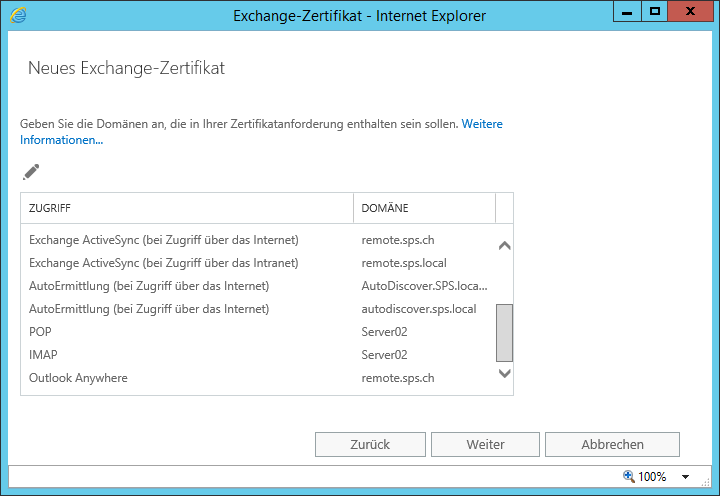 Exchange-Zertifikat - Internet Explorer
Neues Exchange-Zertifikat
Geben Sie die Domänen an, die in Ihrer Zertifikatanforderung enthalten sein sollen. Weitere
Informationen...
ZUGRIFF DOMÄNE
Exchange ActiveSync (bei Zugriff über das Internet) remote.sps.ch
Exchange ActiveSync (bei Zugriff über das Intranet) remote.sps.local
AutoErmittlung (bei Zugriff über das Internet) AutoDiscover.SPS.loca...
AutoErmittlung (bei Zugriff über das Internet) autodiscover.sps.local
POP Server02
IMAP Server02
Outlook Anywhere remote.sps.ch
Zurück Weiter Abbrechen
100%